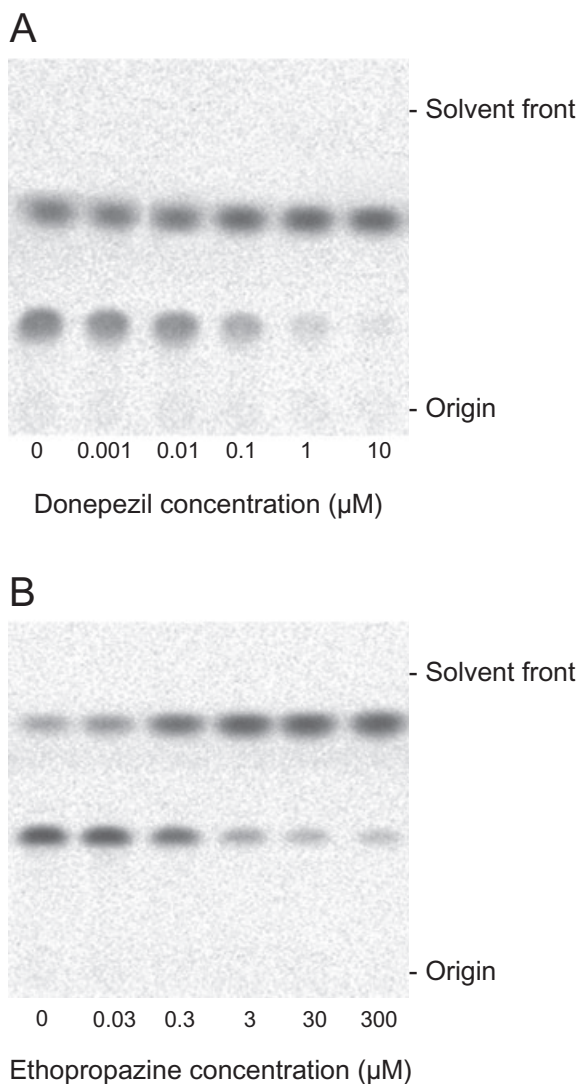 A
- Solvent front
- Origin
0 0.001 0.01 0.1 1 10
Donepezil concentration (µM)
B
- Solvent front
- Origin
0 0.03 0.3 3 30 300
Ethopropazine concentration (µM)